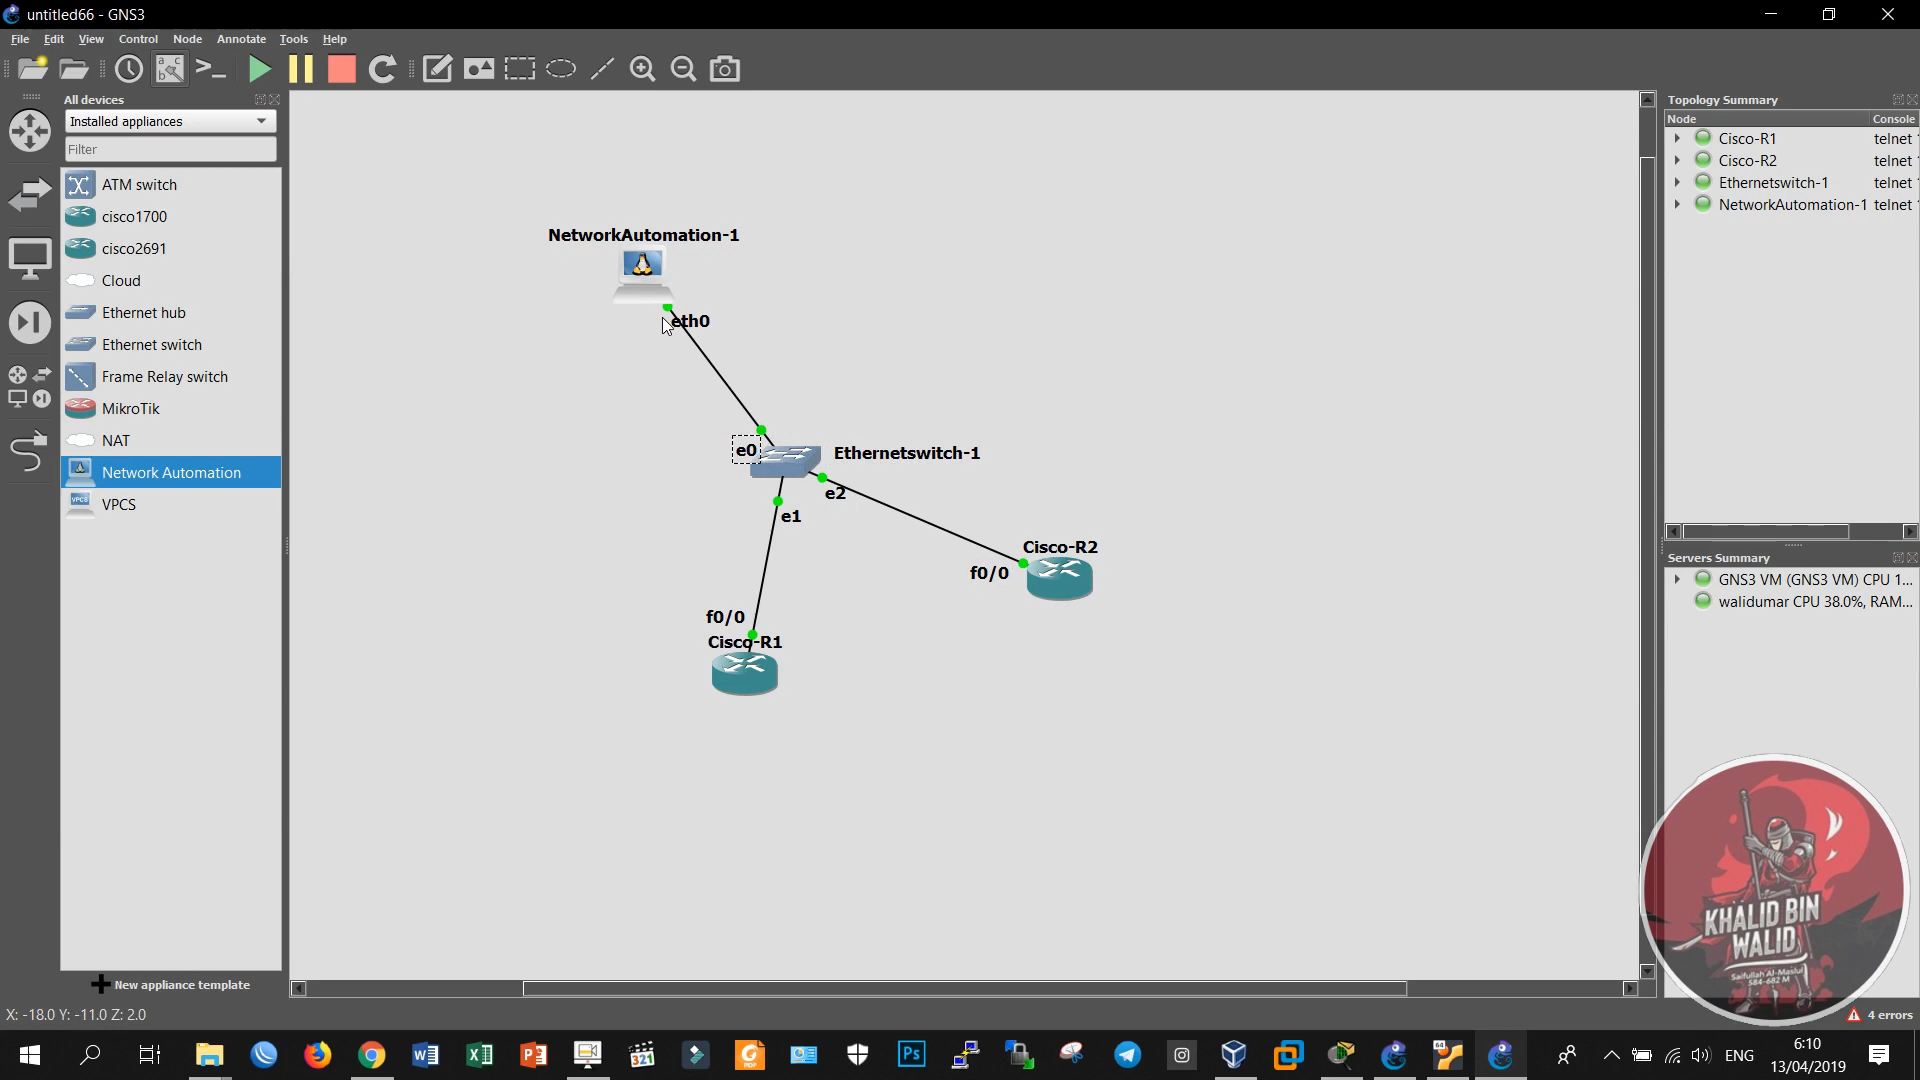 untitled66 - GNS3
File Edit View Control Node Annotate Tools Help
All devices
Installed appliances
Filter
ATM switch
cisco1700
cisco2691
Cloud
Ethernet hub
Ethernet switch
Frame Relay switch
MikroTik
NAT
Network Automation
VPCS
New appliance template
X: -18.0 Y: -11.0 Z: 2.0
NetworkAutomation-1
eth0
e0
Ethernetswitch-1
e2
e1
Cisco-R2
f0/0
f0/0
Cisco-R1
Topology Summary
Node Console
Cisco-R1 telnet
Cisco-R2 telnet
Ethernetswitch-1 telnet
NetworkAutomation-1 telnet
Servers Summary
GNS3 VM (GNS3 VM) CPU 1...
walidumar CPU 38.0%, RAM...
KHALID BIN
WALID
Saifullah Al-Maslul
584-682 M
4 errors
ENG
6:10
13/04/2019